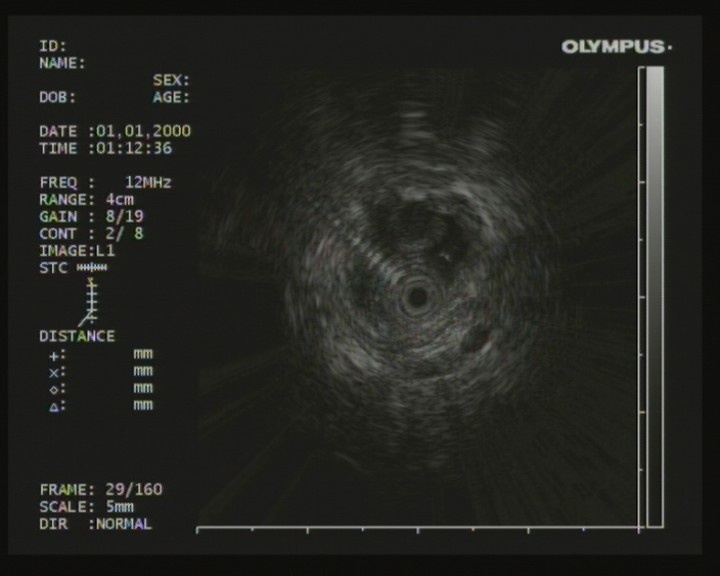 ID:
NAME:
SEX:
DOB: AGE:
DATE :01,01,2000
TIME :01:12:36
FREQ : 12MHz
RANGE: 4cm
GAIN : 8/19
CONT : 2/ 8
IMAGE:L1
STC
DISTANCE
+: mm
×: mm
◇: mm
△: mm
FRAME: 29/160
SCALE: 5mm
DIR :NORMAL
OLYMPUS